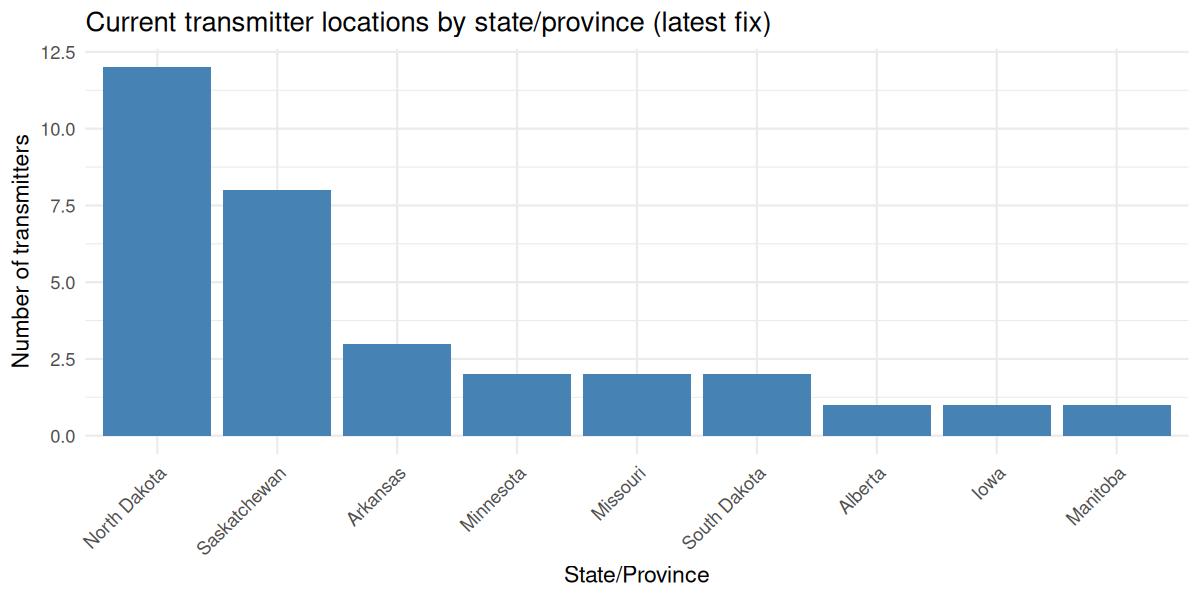 Current transmitter locations by state/province (latest fix)
Number of transmitters
12.5
10.0
7.5
5.0
2.5
0.0
North Dakota
Saskatchewan
Arkansas
Minnesota
Missouri
South Dakota
Alberta
Iowa
Manitoba
State/Province